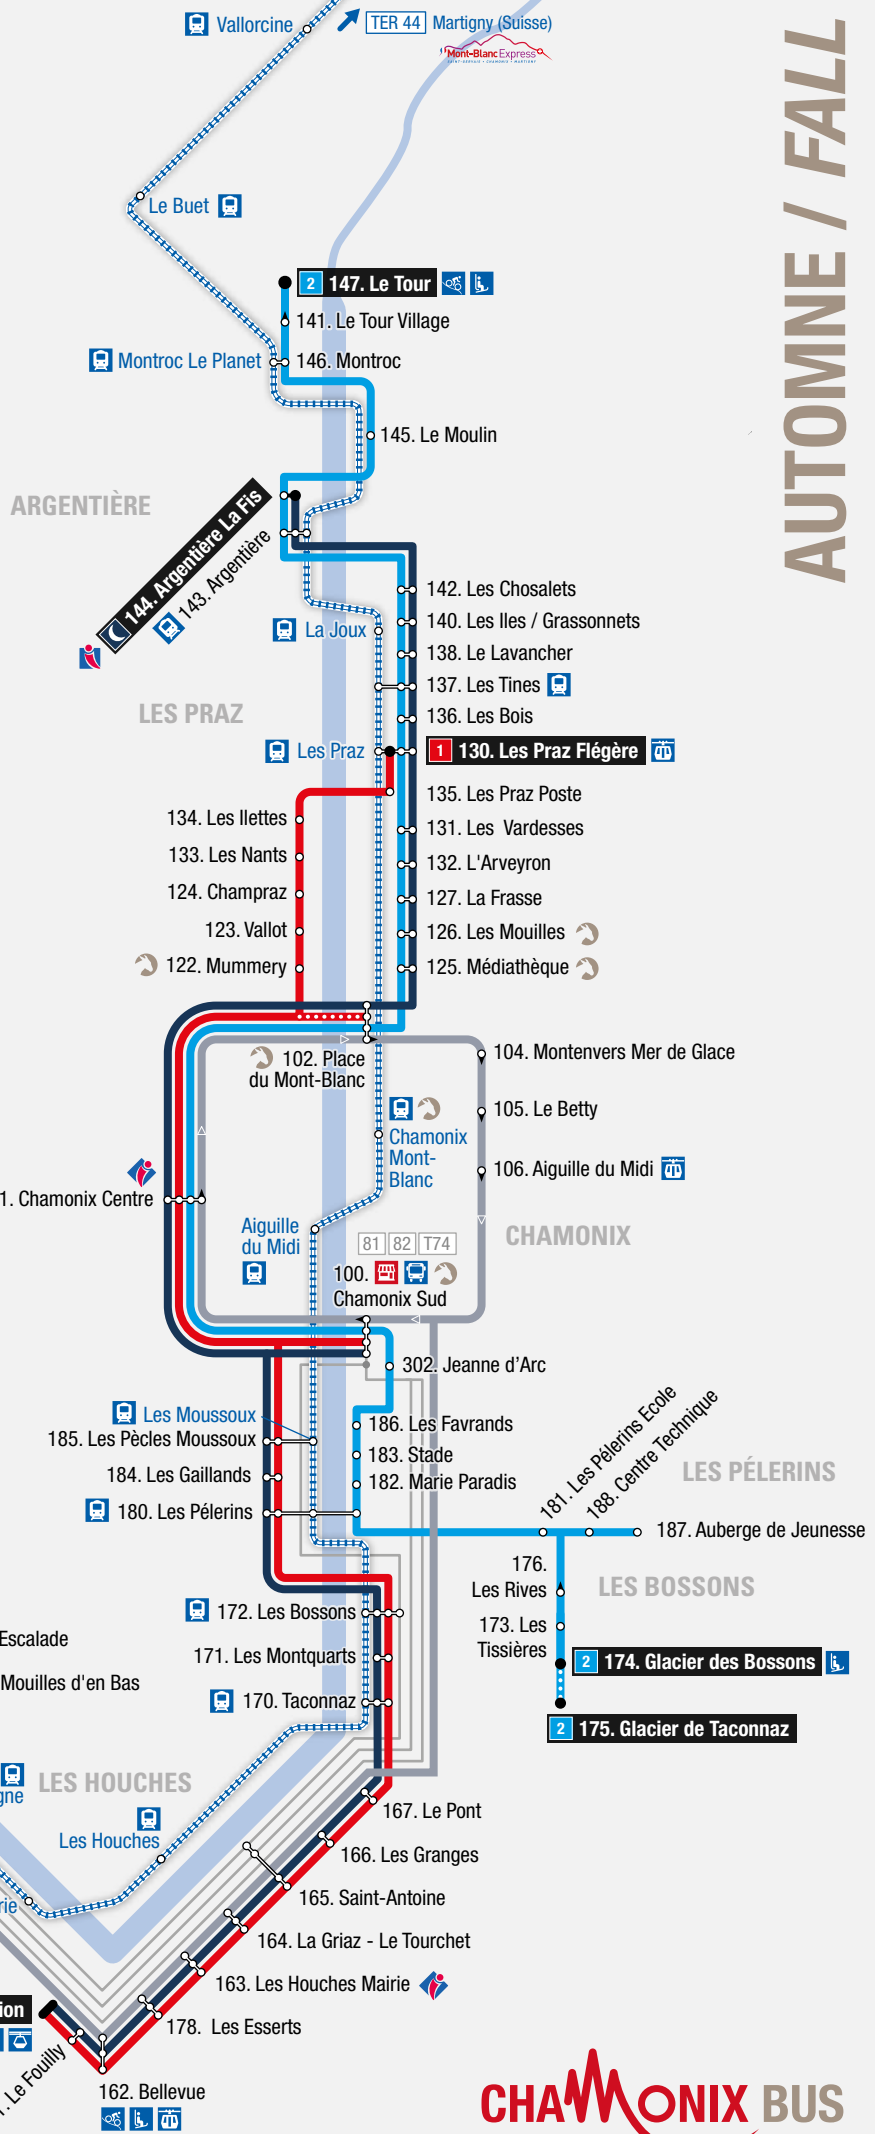 Vallorcine
TER 44 Martigny (Suisse)
Mont-Blanc Express
SAINT-GERVAIS • CHAMONIX • MARTIGNY
AUTOMNE / FALL
Le Buet
2 147. Le Tour
141. Le Tour Village
Montroc Le Planet
146. Montroc
145. Le Moulin
ARGENTIÈRE
144. Argentière La Fis
143. Argentière
142. Les Chosalets
140. Les Iles / Grassonnets
La Joux
138. Le Lavancher
137. Les Tines
LES PRAZ
136. Les Bois
Les Praz
1 130. Les Praz Flégère
135. Les Praz Poste
134. Les Ilettes
131. Les Vardesses
133. Les Nants
132. L'Arveyron
124. Champraz
127. La Frasse
123. Vallot
126. Les Mouilles
122. Mummery
125. Médiathèque
102. Place
du Mont-Blanc
104. Montenvers Mer de Glace
105. Le Betty
Chamonix
Mont-
Blanc
106. Aiguille du Midi
1. Chamonix Centre
Aiguille
du Midi
CHAMONIX
81 82 T74
100.
Chamonix Sud
302. Jeanne d'Arc
Les Moussoux
185. Les Pècles Moussoux
186. Les Favrands
184. Les Gaillands
183. Stade
182. Marie Paradis
180. Les Pélerins
181. Les Pélerins Ecole
188. Centre Technique
LES PÉLERINS
187. Auberge de Jeunesse
176.
Les Rives
LES BOSSONS
172. Les Bossons
173. Les
Tissières
Escalade
171. Les Montquarts
2 174. Glacier des Bossons
Mouilles d'en Bas
170. Taconnaz
2 175. Glacier de Taconnaz
gne
LES HOUCHES
167. Le Pont
Les Houches
166. Les Granges
165. Saint-Antoine
rie
164. La Griaz - Le Tourchet
163. Les Houches Mairie
ion
178. Les Esserts
1. Le Fouilly
162. Bellevue
CHAMONIX BUS